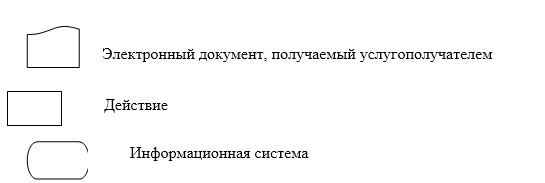 Электронный документ, получаемый услугополучателем
Действие
Информационная система